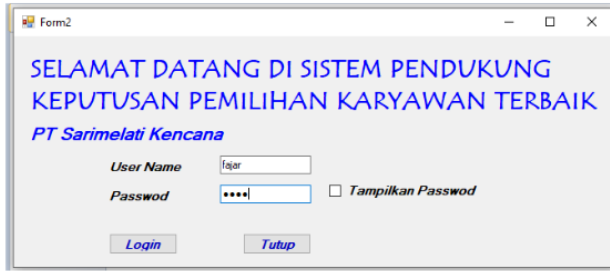 Form2
SELAMAT DATANG DI SISTEM PENDUKUNG
KEPUTUSAN PEMILIHAN KARYAWAN TERBAIK
PT Sarimelati Kencana
User Name fajar
Passwod •••• Tampilkan Passwod
Login Tutup